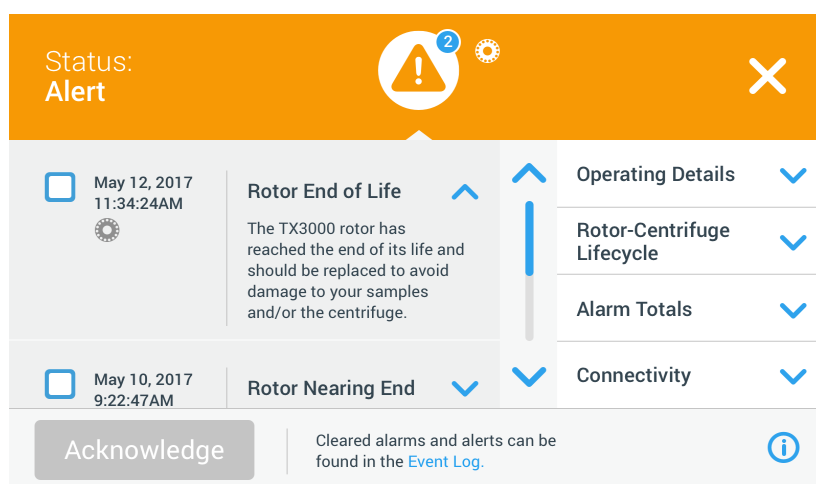 Status:
Alert
2
May 12, 2017
11:34:24AM
Rotor End of Life
The TX3000 rotor has
reached the end of its life and
should be replaced to avoid
damage to your samples
and/or the centrifuge.
May 10, 2017
9:22:47AM
Rotor Nearing End
Operating Details
Rotor-Centrifuge
Lifecycle
Alarm Totals
Connectivity
Acknowledge
Cleared alarms and alerts can be
found in the Event Log.